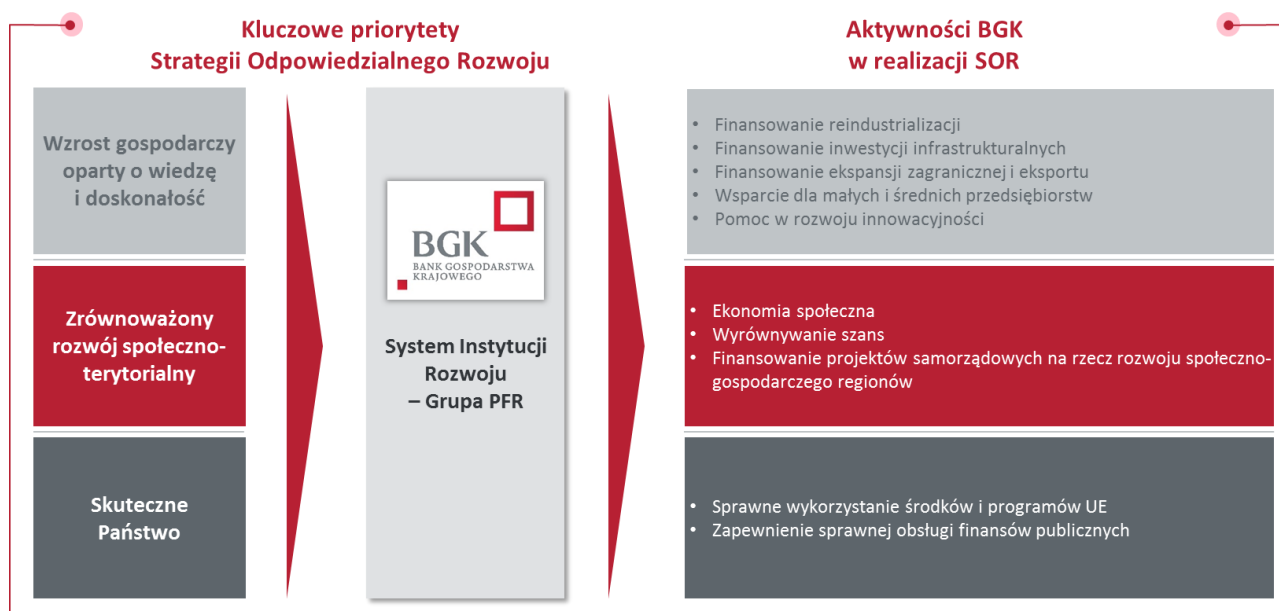 Kluczowe priorytety
Strategii Odpowiedzialnego Rozwoju
Aktywności BGK
w realizacji SOR
Wzrost gospodarczy
oparty o wiedzę
i doskonałość
BGK
BANK GOSPODARSTWA
KRAJOWEGO
System Instytucji
Rozwoju
– Grupa PFR
• Finansowanie reindustrializacji
• Finansowanie inwestycji infrastrukturalnych
• Finansowanie ekspansji zagranicznej i eksportu
• Wsparcie dla małych i średnich przedsiębiorstw
• Pomoc w rozwoju innowacyjności
Zrównoważony
rozwój społeczno-
terytorialny
• Ekonomia społeczna
• Wyrównywanie szans
• Finansowanie projektów samorządowych na rzecz rozwoju społeczno-
gospodarczego regionów
Skuteczne
Państwo
• Sprawne wykorzystanie środków i programów UE
• Zapewnienie sprawnej obsługi finansów publicznych